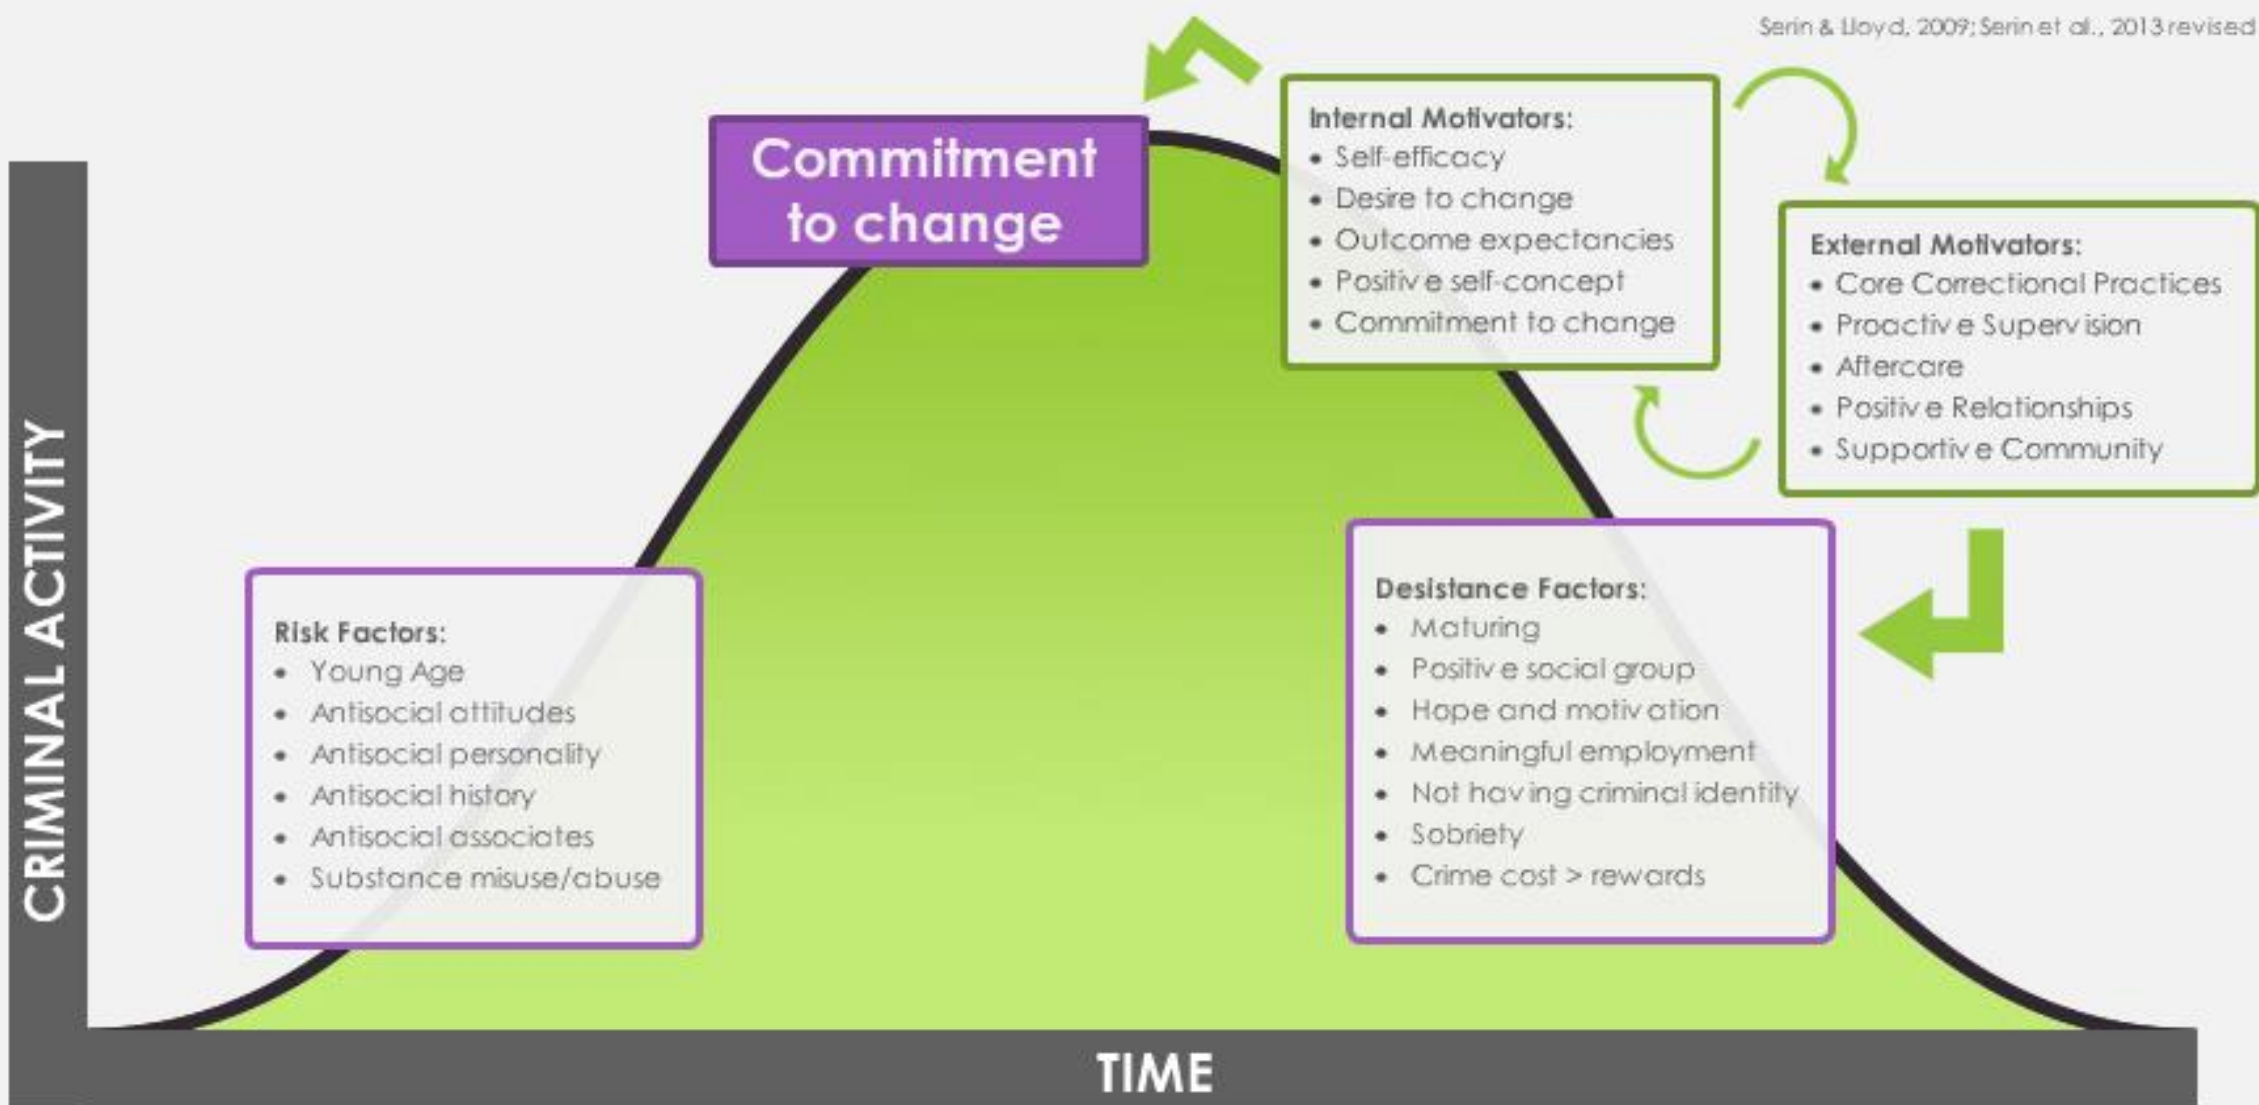 Serin & Lloyd, 2009; Serin et al., 2013 revised
Commitment
to change
Internal Motivators:
• Self-efficacy
• Desire to change
• Outcome expectancies
• Positive self-concept
• Commitment to change
External Motivators:
• Core Correctional Practices
• Proactive Supervision
• Aftercare
• Positive Relationships
• Supportive Community
Risk Factors:
• Young Age
• Antisocial attitudes
• Antisocial personality
• Antisocial history
• Antisocial associates
• Substance misuse/abuse
Desistance Factors:
• Maturing
• Positive social group
• Hope and motivation
• Meaningful employment
• Not having criminal identity
• Sobriety
• Crime cost > rewards
CRIMINAL ACTIVITY
TIME